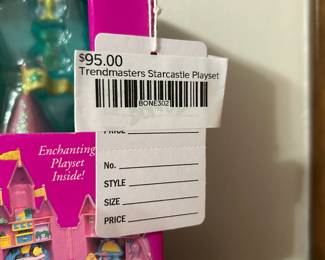 $95.00
Trendmasters Starcastle Playset
BONE302
PRICE
No.
STYLE
SIZE
PRICE
Enchanting
Playset
Inside!